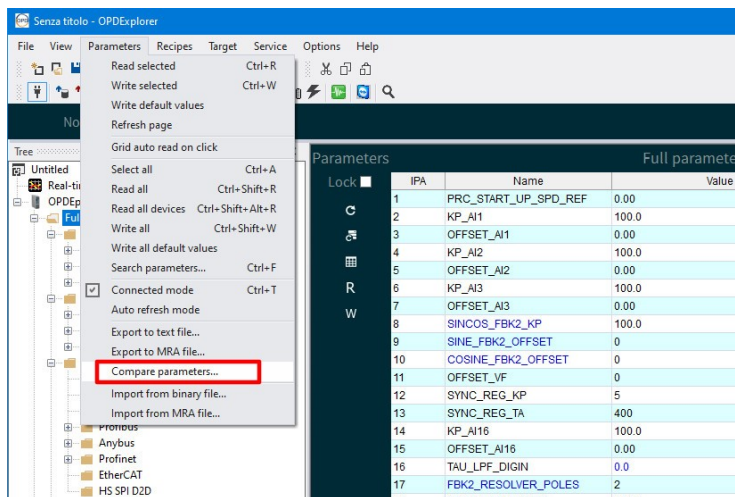 Senza titolo - OPDExplorer
File View Parameters Recipes Target Service Options Help
Read selected Ctrl+R
Write selected Ctrl+W
Write default values
Refresh page
Grid auto read on click
Select all Ctrl+A
Read all Ctrl+Shift+R
Read all devices Ctrl+Shift+Alt+R
Write all Ctrl+Shift+W
Write all default values
Search parameters... Ctrl+F
Connected mode Ctrl+T
Auto refresh mode
Export to text file...
Export to MRA file...
Compare parameters...
Import from binary file...
Import from MRA file...
No
Tree
Untitled
Real-ti
OPDEx
Ful
Profibus
Anybus
Profinet
EtherCAT
HS SPI D2D
Parameters Full paramete
Lock
R
W
IPA Name Value
1 PRC_START_UP_SPD_REF 0.00
2 KP_AI1 100.0
3 OFFSET_AI1 0.00
4 KP_AI2 100.0
5 OFFSET_AI2 0.00
6 KP_AI3 100.0
7 OFFSET_AI3 0.00
8 SINCOS_FBK2_KP 100.0
9 SINE_FBK2_OFFSET 0
10 COSINE_FBK2_OFFSET 0
11 OFFSET_VF 0
12 SYNC_REG_KP 5
13 SYNC_REG_TA 400
14 KP_AI16 100.0
15 OFFSET_AI16 0.00
16 TAU_LPF_DIGIN 0.0
17 FBK2_RESOLVER_POLES 2